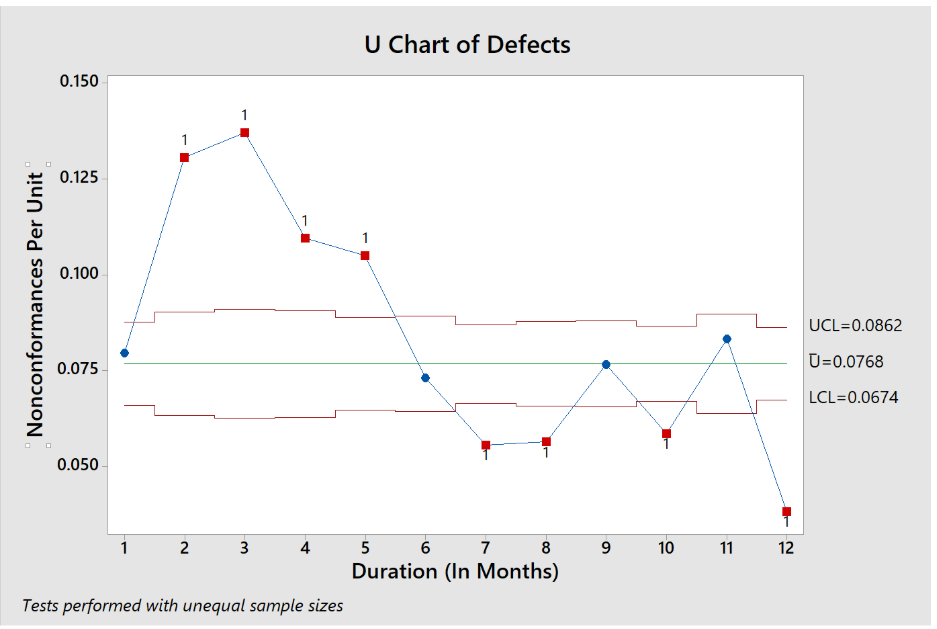 U Chart of Defects
0.150
0.125
0.100
0.075
0.050
Nonconformances Per Unit
1
1
1
1
1
1
1
1
UCL=0.0862
U̅=0.0768
LCL=0.0674
1 2 3 4 5 6 7 8 9 10 11 12
Duration (In Months)
Tests performed with unequal sample sizes